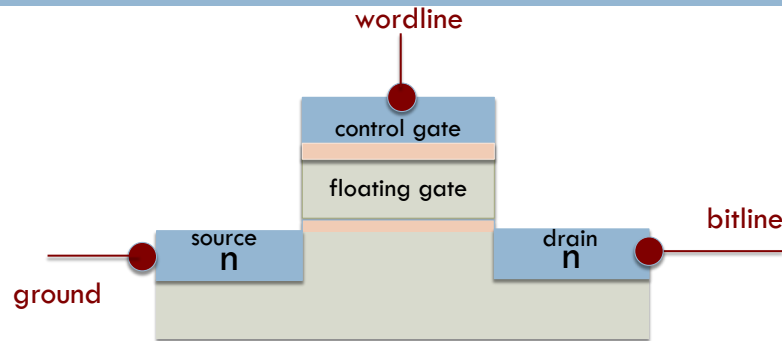 wordline
control gate
floating gate
source
n
drain
n
bitline
ground